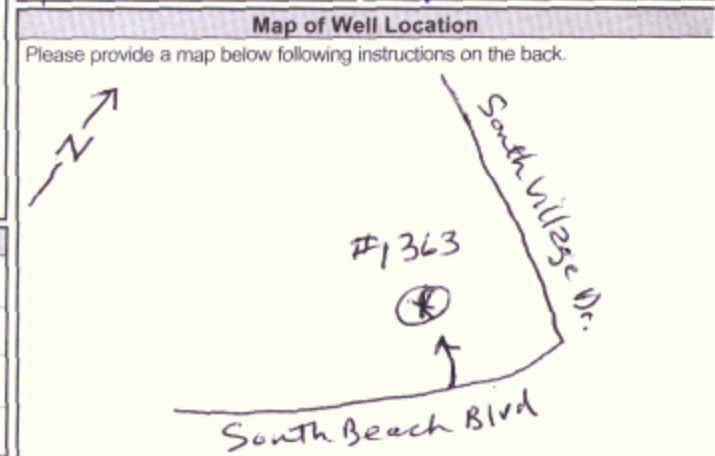 Map of Well Location
Please provide a map below following instructions on the back.
N
South Village Dr.
#1363
South Beach Blvd